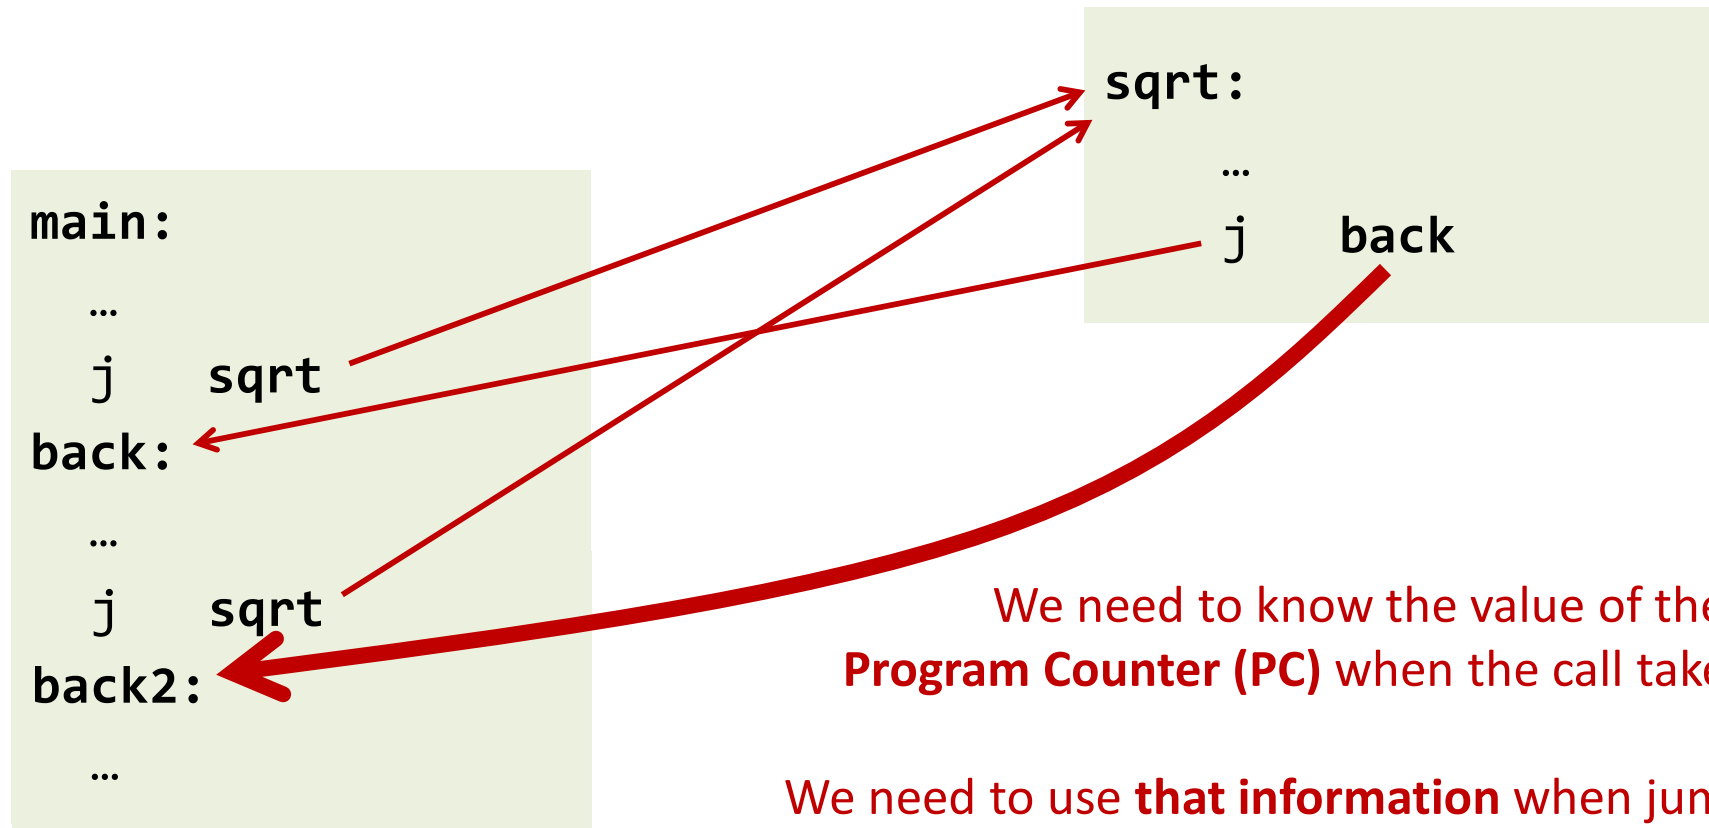 main:
…
j sqrt
back:
…
j sqrt
back2:
…
sqrt:
…
j back
We need to know the value of the
Program Counter (PC) when the call take
We need to use that information when jum